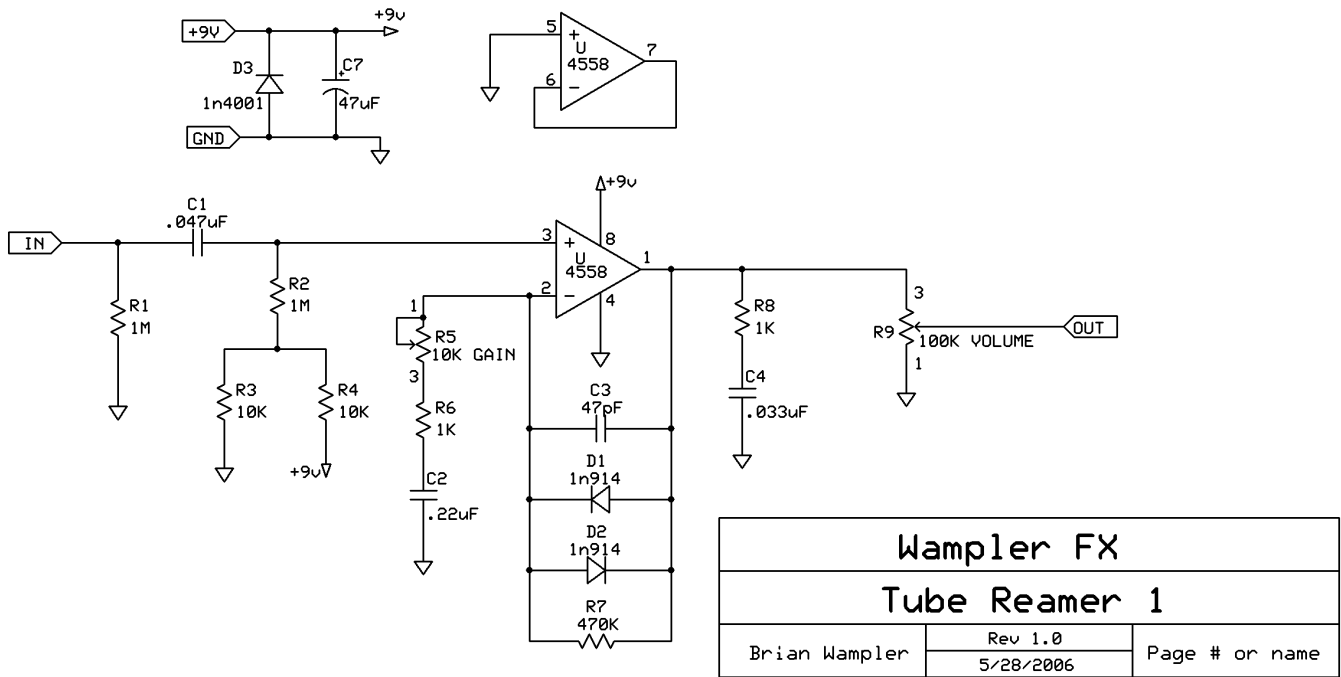 +9V
+9v
D3
1n4001
C7
+
47uF
GND
5
+
U
4558
6
−
7
IN
C1
.047uF
R1
1M
R2
1M
R3
10K
R4
10K
+9v
+9v
3
+
8
U
4558
1
2
−
4
1
R5
10K GAIN
3
R6
1K
C2
.22uF
C3
47pF
D1
1n914
D2
1n914
R7
470K
R8
1K
C4
.033uF
3
R9
100K VOLUME
1
OUT
Wampler FX
Tube Reamer 1
Brian Wampler
Rev 1.0
5/28/2006
Page # or name